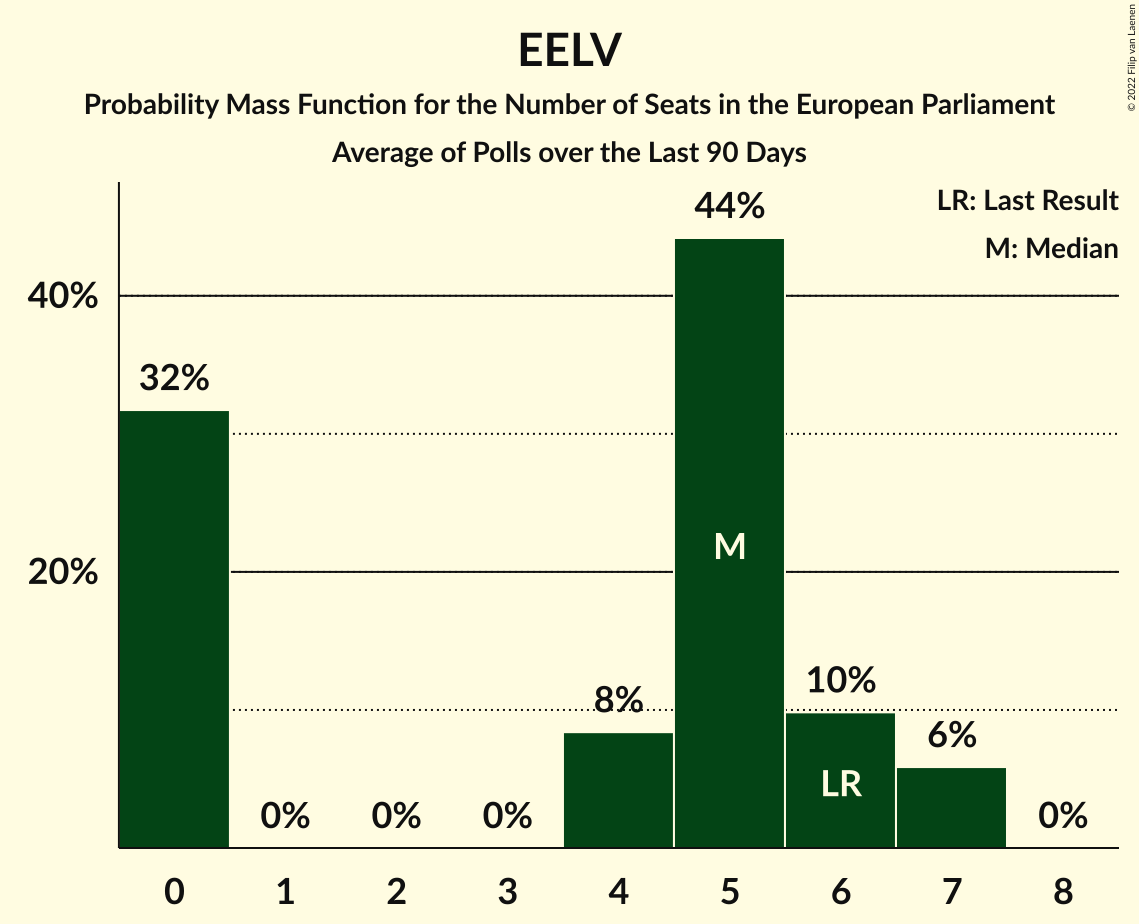 EELV
Probability Mass Function for the Number of Seats in the European Parliament
Average of Polls over the Last 90 Days
© 2022 Filip van Laenen
LR: Last Result
M: Median
40%
20%
32%
0%
0%
0%
8%
44%
10%
6%
0%
M
LR
0 1 2 3 4 5 6 7 8